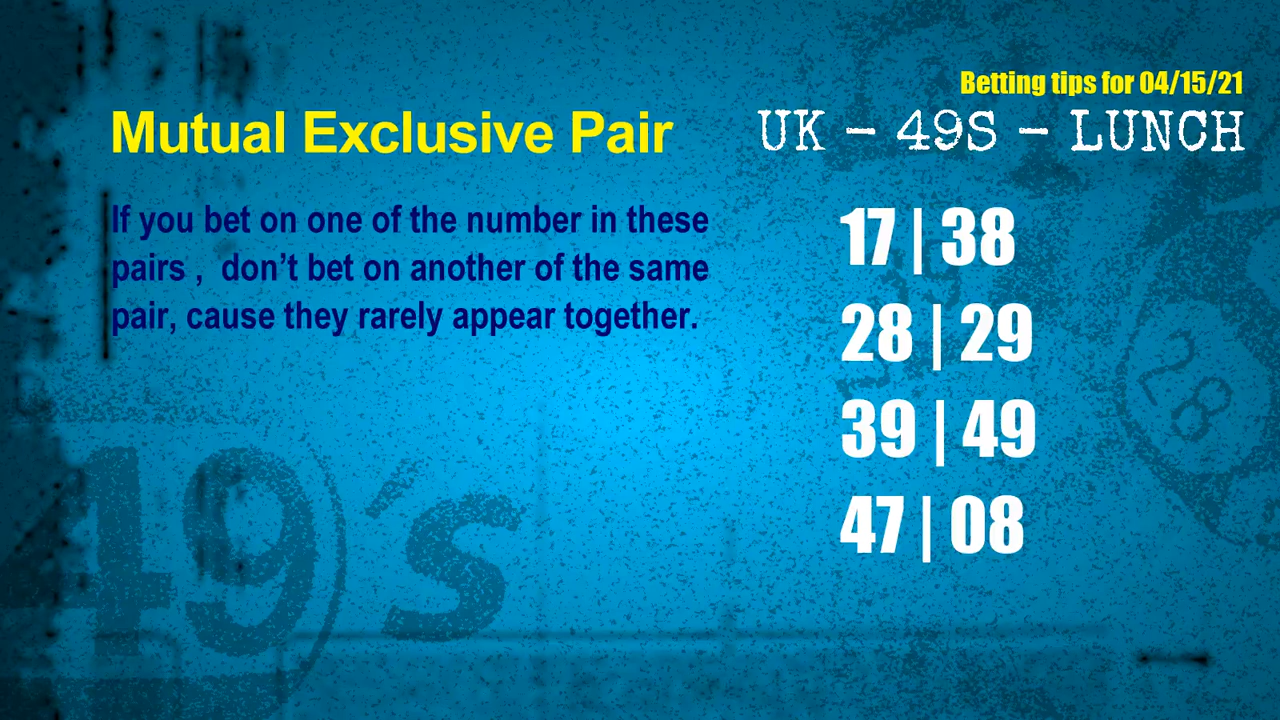 Betting tips for 04/15/21
Mutual Exclusive Pair
UK - 49S - LUNCH
If you bet on one of the number in these
pairs ,  don't bet on another of the same
pair, cause they rarely appear together.
17 | 38
28 | 29
39 | 49
47 | 08
28
49's